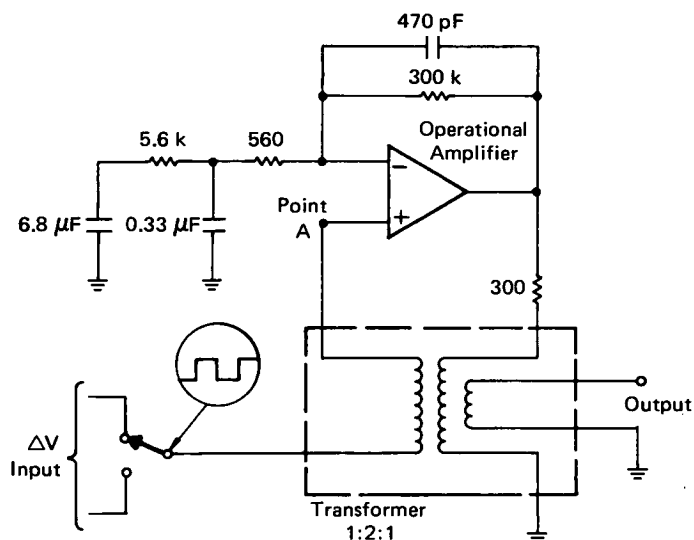 470 pF
300 k
Operational
Amplifier
5.6 k
560
−
+
Point
A
6.8 μF
0.33 μF
300
ΔV
Input
Output
Transformer
1:2:1